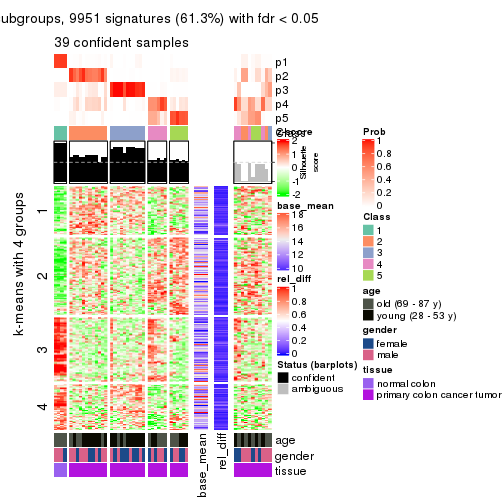 ubgroups, 9951 signatures (61.3%) with fdr < 0.05
39 confident samples
p1
p2
p3
p4
p5
Class
Silhouette
score
k-means with 4 groups
1
2
3
4
z-score
2
1
0
-1
-2
base_mean
18
16
14
12
10
rel_diff
1
0.8
0.6
0.4
0.2
0
Status (barplots)
confident
ambiguous
Prob
1
0.8
0.6
0.4
0.2
0
Class
1
2
3
4
5
age
old (69 - 87 y)
young (28 - 53 y)
gender
female
male
tissue
normal colon
primary colon cancer tumor
age
gender
tissue
base_mean
rel_diff